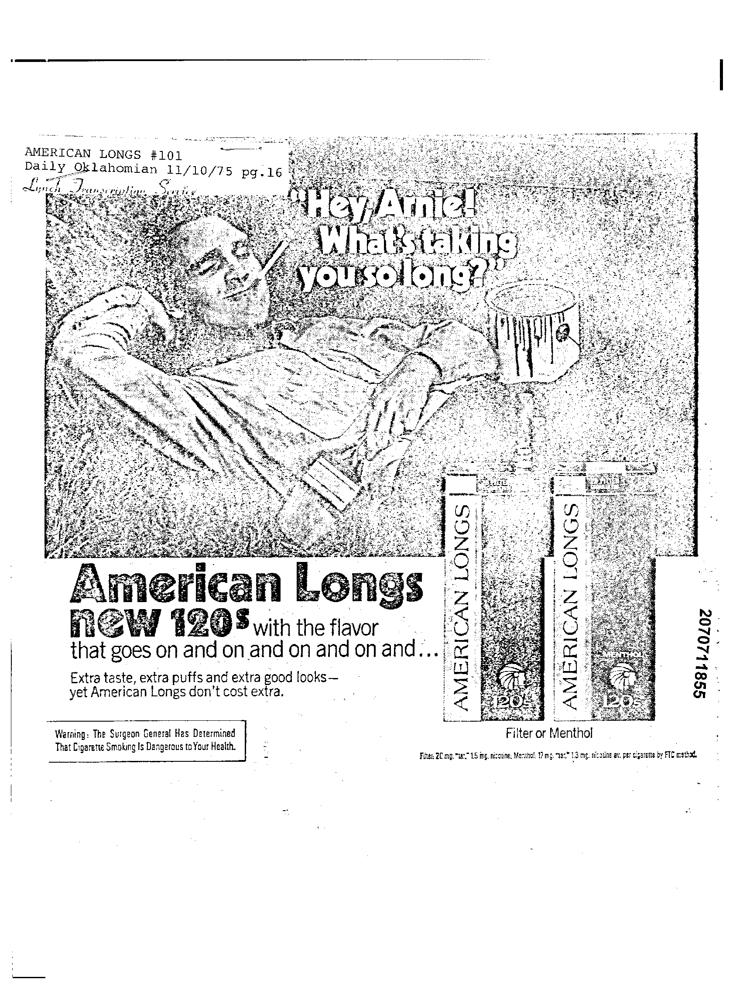 AMERICAN LONGS #101
Daily Oklahomian 11/10/75 pg.16
Lynch Transcription Service
"Hey, Arnie!
What's taking
you so long?"
AMERICAN LONGS
120s
AMERICAN LONGS
120s
American Longs
new 120s with the flavor
that goes on and on and on and on and...
Extra taste, extra puffs and extra good looks—
yet American Longs don't cost extra.
Warning: The Surgeon General Has Determined
That Cigarette Smoking Is Dangerous to Your Health.
Filter or Menthol
Filter: 20 mg. "tar," 1.5 mg. nicotine, Menthol: 17 mg. "tar," 1.3 mg. nicotine av. per cigarette by FTC method.
2070711855